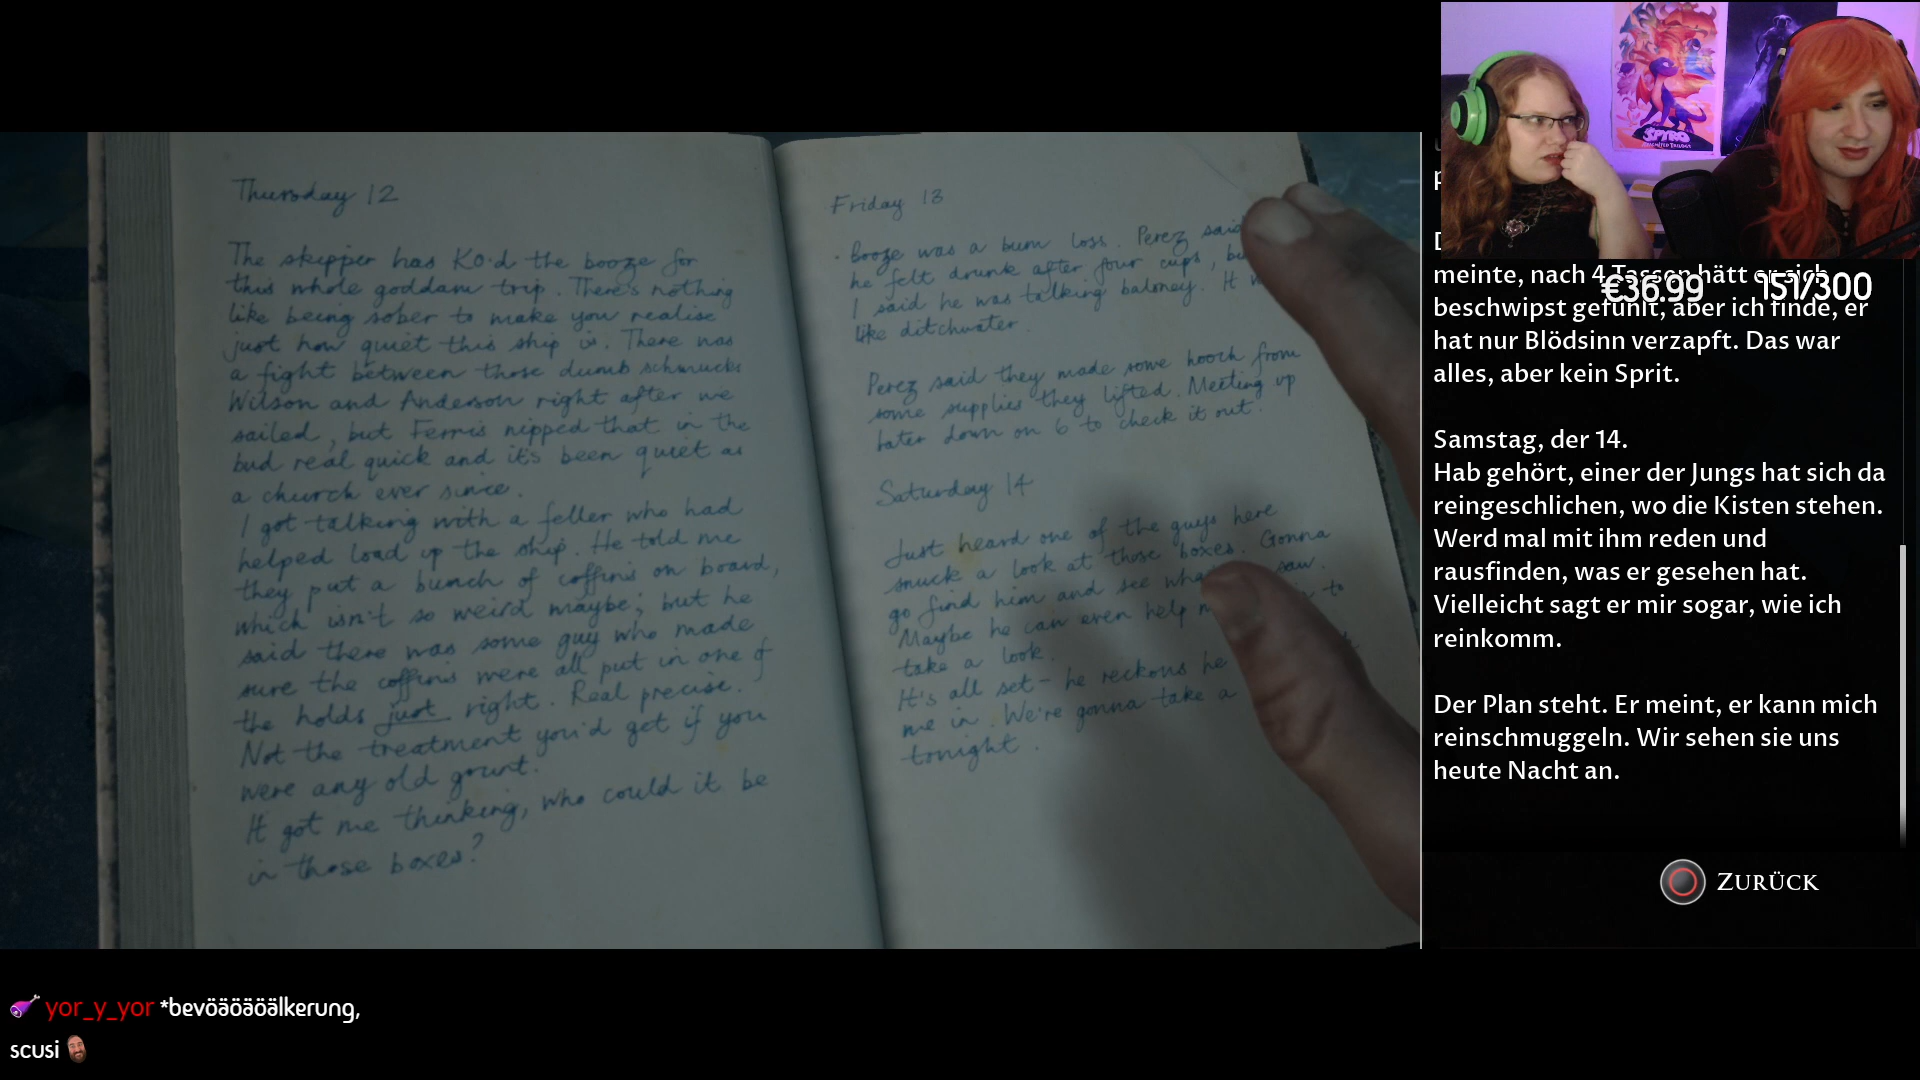 Thursday 12
The skipper has KO'd the booze for
this whole goddam trip. There's nothing
like being sober to make you realise
just how quiet this ship is. There was
a fight between those dumb schmucks
Wilson and Anderson right after we
sailed, but Ferris nipped that in the
bud real quick and it's been quiet as
a church ever since.
I got talking with a feller who had
helped load up the ship. He told me
they put a bunch of coffins on board,
which isn't so weird maybe; but he
said there was some guy who made
sure the coffins were all put in one of
the holds just right. Real precise.
Not the treatment you'd get if you
were any old grunt.
It got me thinking, who could it be
in those boxes?
Friday 13
Booze was a bum loss. Perez said
he felt drunk after four cups, bu
I said he was talking baloney. It w
like ditchwater.
Perez said they made some hooch from
some supplies they lifted. Meeting up
later down on 6 to check it out.
Saturday 14
Just heard one of the guys here
snuck a look at those boxes. Gonna
go find him and see wha saw.
Maybe he can even help m to
take a look.
It's all set - he reckons he
me in. We're gonna take a
tonight.
SPYRO
REIGNITED TRILOGY
€36.99 151/300
meinte, nach 4 Tassen hätt er sich
beschwipst gefühlt, aber ich finde, er
hat nur Blödsinn verzapft. Das war
alles, aber kein Sprit.
Samstag, der 14.
Hab gehört, einer der Jungs hat sich da
reingeschlichen, wo die Kisten stehen.
Werd mal mit ihm reden und
rausfinden, was er gesehen hat.
Vielleicht sagt er mir sogar, wie ich
reinkomm.
Der Plan steht. Er meint, er kann mich
reinschmuggeln. Wir sehen sie uns
heute Nacht an.
ZURÜCK
yor_y_yor *bevöäöäöälkerung,
scusi